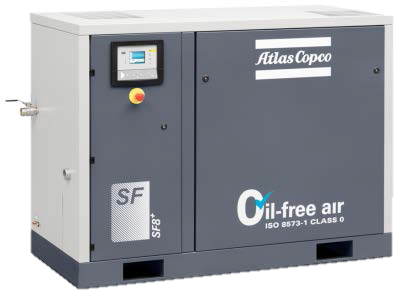 Atlas Copco
SF
SF8+
Oil-free air
ISO 8573-1 CLASS 0